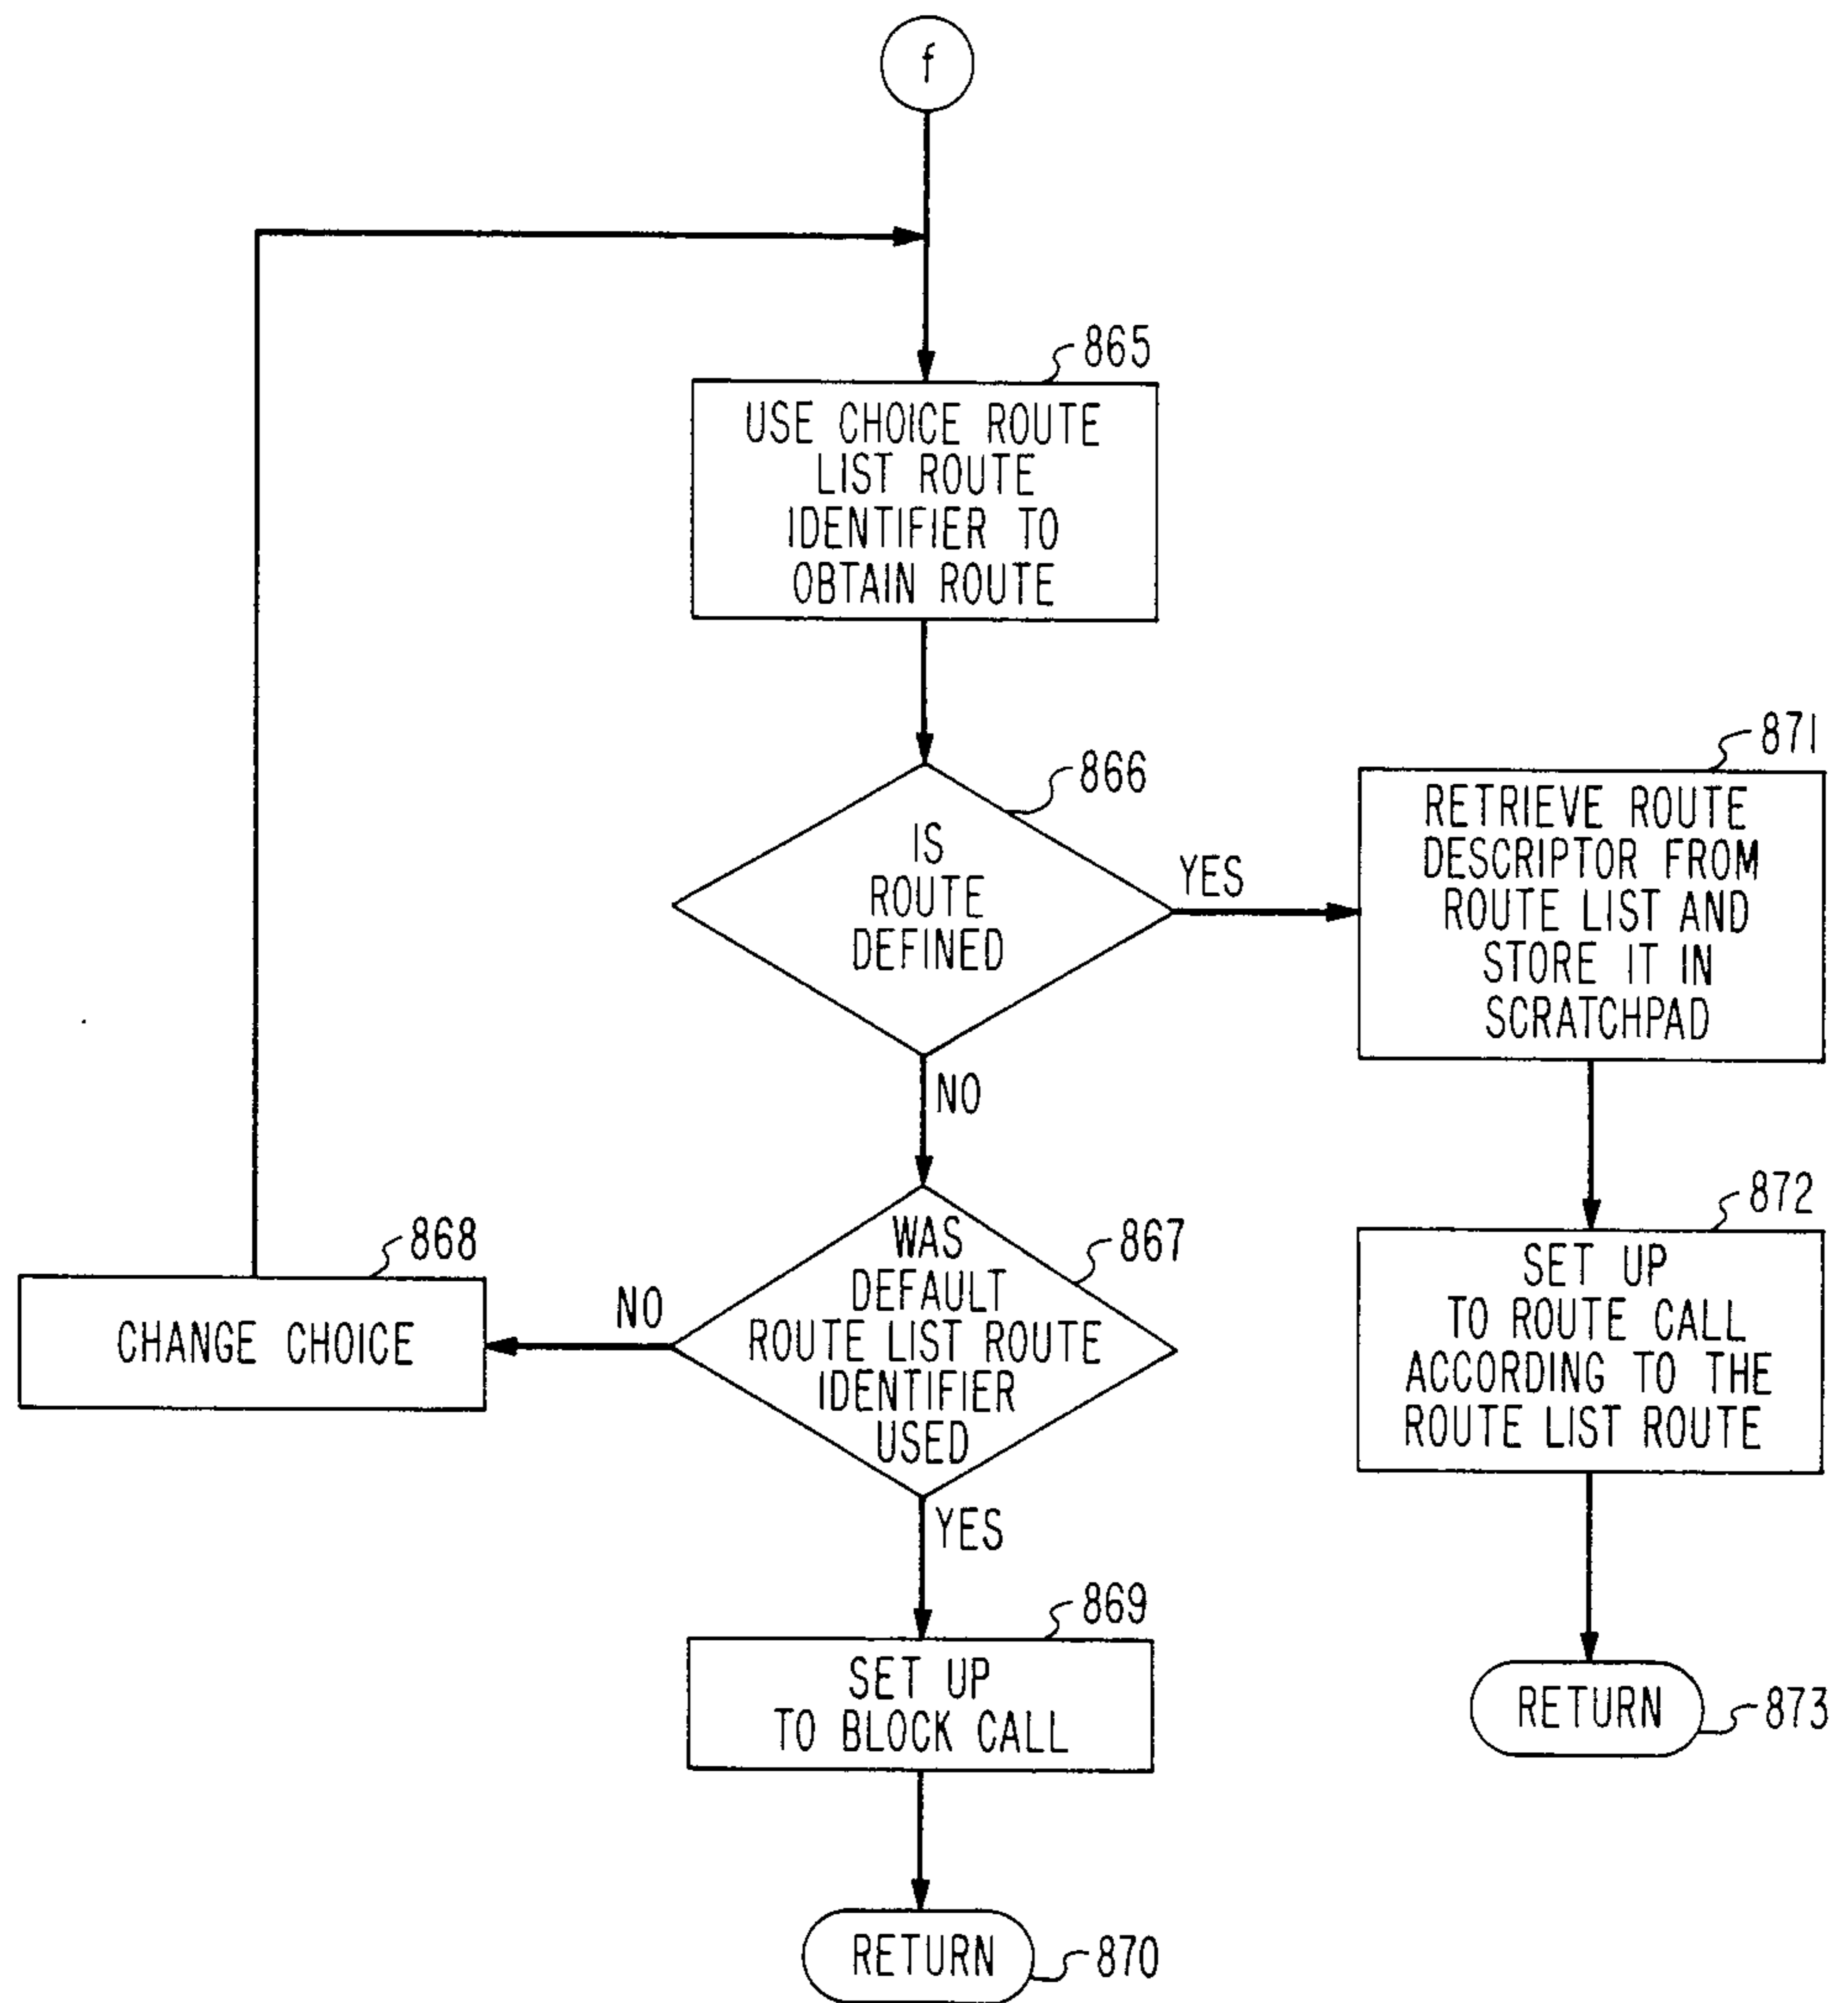 f
865
USE CHOICE ROUTE
LIST ROUTE
IDENTIFIER TO
OBTAIN ROUTE
866
IS
ROUTE
DEFINED
YES
NO
871
RETRIEVE ROUTE
DESCRIPTOR FROM
ROUTE LIST AND
STORE IT IN
SCRATCHPAD
867
WAS
DEFAULT
ROUTE LIST ROUTE
IDENTIFIER
USED
NO
YES
868
CHANGE CHOICE
872
SET UP
TO ROUTE CALL
ACCORDING TO THE
ROUTE LIST ROUTE
869
SET UP
TO BLOCK CALL
RETURN
873
RETURN
870